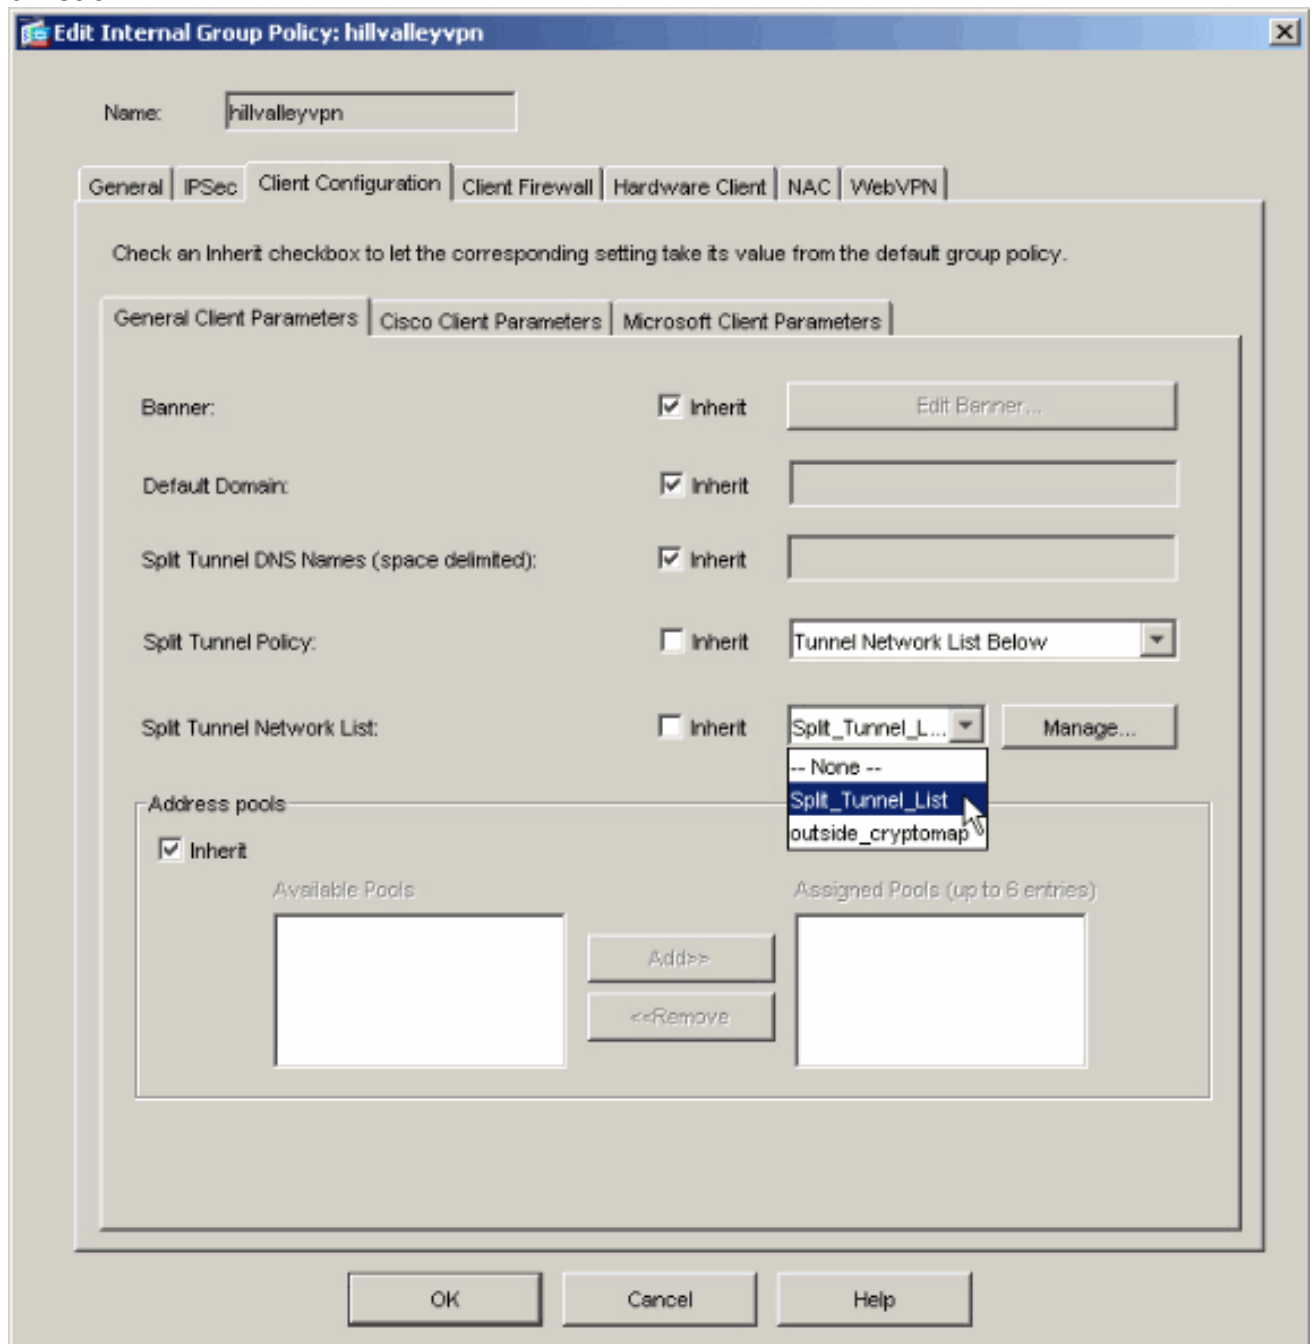 Edit Internal Group Policy: hillvalleyvpn
Name: hillvalleyvpn
General IPSec Client Configuration Client Firewall Hardware Client NAC WebVPN
Check an Inherit checkbox to let the corresponding setting take its value from the default group policy.
General Client Parameters Cisco Client Parameters Microsoft Client Parameters
Banner: Inherit Edit Banner...
Default Domain: Inherit
Split Tunnel DNS Names (space delimited): Inherit
Split Tunnel Policy: Inherit Tunnel Network List Below
Split Tunnel Network List: Inherit Split_Tunnel_L... Manage...
-- None --
Split_Tunnel_List
outside_cryptomap
Address pools
Inherit
Available Pools Assigned Pools (up to 6 entries)
Add>>
<<Remove
OK Cancel Help